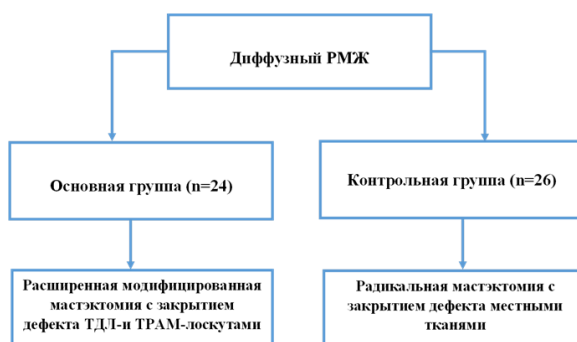 Диффузный РМЖ
Основная группа (n=24)
Контрольная группа (n=26)
Расширенная модифицированная
мастэктомия с закрытием
дефекта ТДЛ-и ТРАМ-лоскутами
Радикальная мастэктомия с
закрытием дефекта местными
тканями